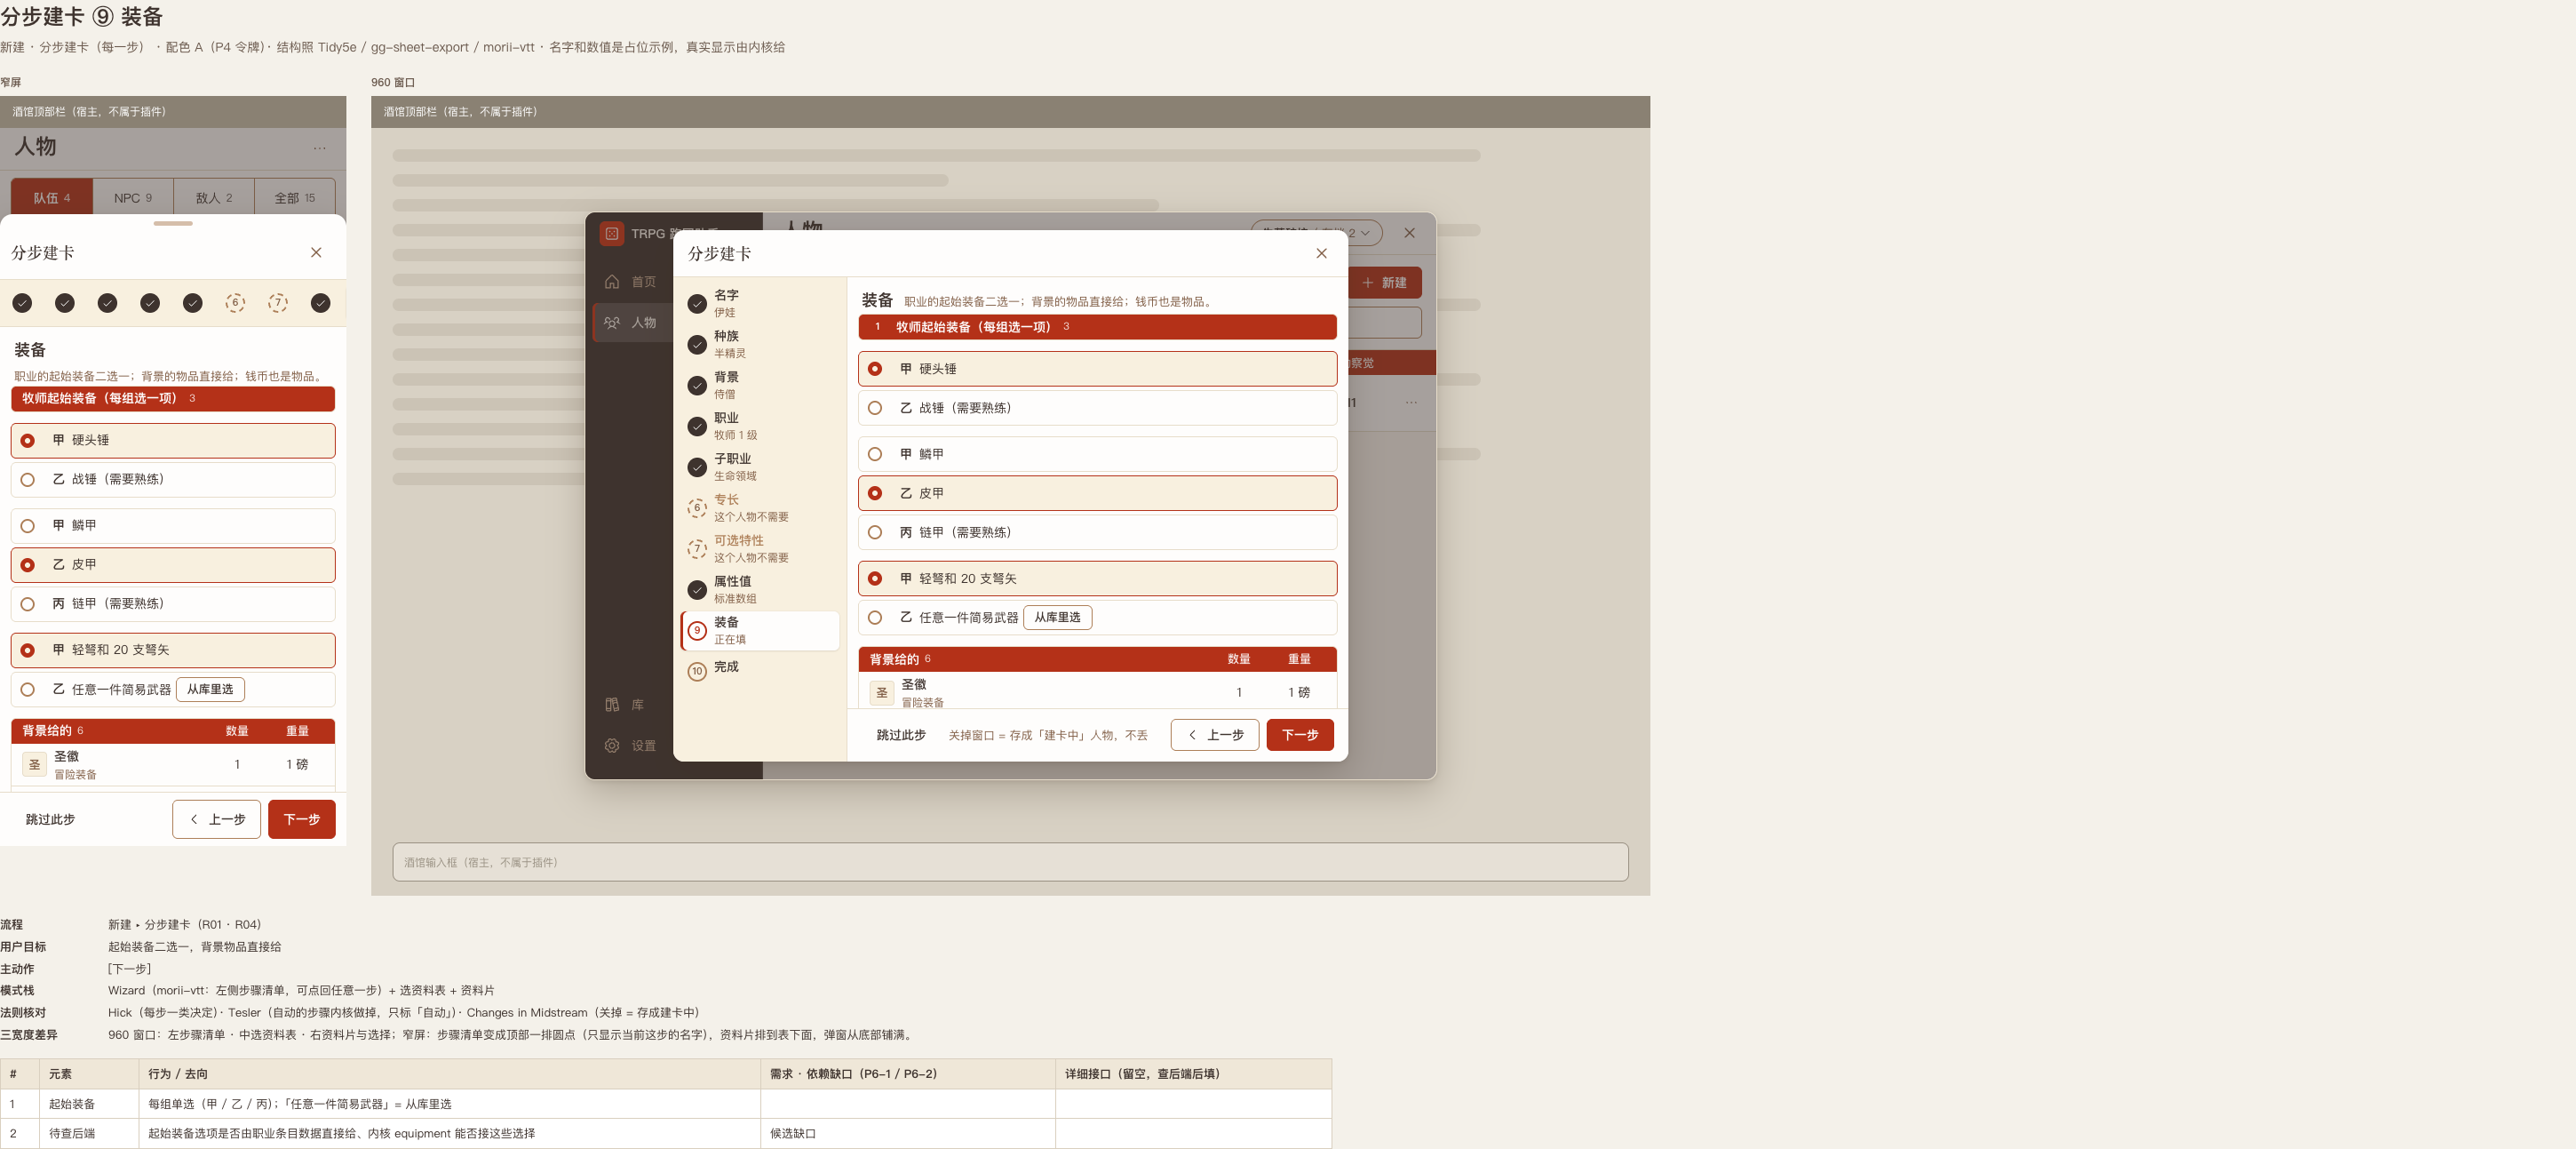 分步建卡 ⑨ 装备
新建 · 分步建卡（每一步） · 配色 A（P4 令牌）· 结构照 Tidy5e / gg-sheet-export / morii-vtt · 名字和数值是占位示例，真实显示由内核给
窄屏
酒馆顶部栏（宿主，不属于插件）
人物
…
队伍 4
NPC 9
敌人 2
全部 15
分步建卡
6
7
装备
职业的起始装备二选一；背景的物品直接给；钱币也是物品。
牧师起始装备（每组选一项） 3
甲 硬头锤
乙 战锤（需要熟练）
甲 鳞甲
乙 皮甲
丙 链甲（需要熟练）
甲 轻弩和 20 支弩矢
乙 任意一件简易武器 从库里选
背景给的 6 数量 重量
圣 圣徽 1 1 磅
冒险装备
跳过此步 上一步 下一步
960 窗口
酒馆顶部栏（宿主，不属于插件）
TRPG
首页
人物
库
设置
人物
2
新建
察觉
…
分步建卡
名字
伊娃
种族
半精灵
背景
侍僧
职业
牧师 1 级
子职业
生命领域
6 专长
这个人物不需要
7 可选特性
这个人物不需要
属性值
标准数组
9 装备
正在填
10 完成
装备 职业的起始装备二选一；背景的物品直接给；钱币也是物品。
1 牧师起始装备（每组选一项） 3
甲 硬头锤
乙 战锤（需要熟练）
甲 鳞甲
乙 皮甲
丙 链甲（需要熟练）
甲 轻弩和 20 支弩矢
乙 任意一件简易武器 从库里选
背景给的 6 数量 重量
圣 圣徽 1 1 磅
冒险装备
跳过此步 关掉窗口 = 存成「建卡中」人物，不丢 上一步 下一步
酒馆输入框（宿主，不属于插件）
流程 新建 ▸ 分步建卡（R01 · R04）
用户目标 起始装备二选一，背景物品直接给
主动作 [下一步]
模式栈 Wizard（morii-vtt：左侧步骤清单，可点回任意一步）+ 选资料表 + 资料片
法则核对 Hick（每步一类决定）· Tesler（自动的步骤内核做掉，只标「自动」）· Changes in Midstream（关掉 = 存成建卡中）
三宽度差异 960 窗口：左步骤清单 · 中选资料表 · 右资料片与选择；窄屏：步骤清单变成顶部一排圆点（只显示当前这步的名字），资料片排到表下面，弹窗从底部铺满。
# 元素 行为 / 去向 需求 · 依赖缺口（P6-1 / P6-2） 详细接口（留空，查后端后填）
1 起始装备 每组单选（甲 / 乙 / 丙）；「任意一件简易武器」= 从库里选
2 待查后端 起始装备选项是否由职业条目数据直接给、内核 equipment 能否接这些选择 候选缺口